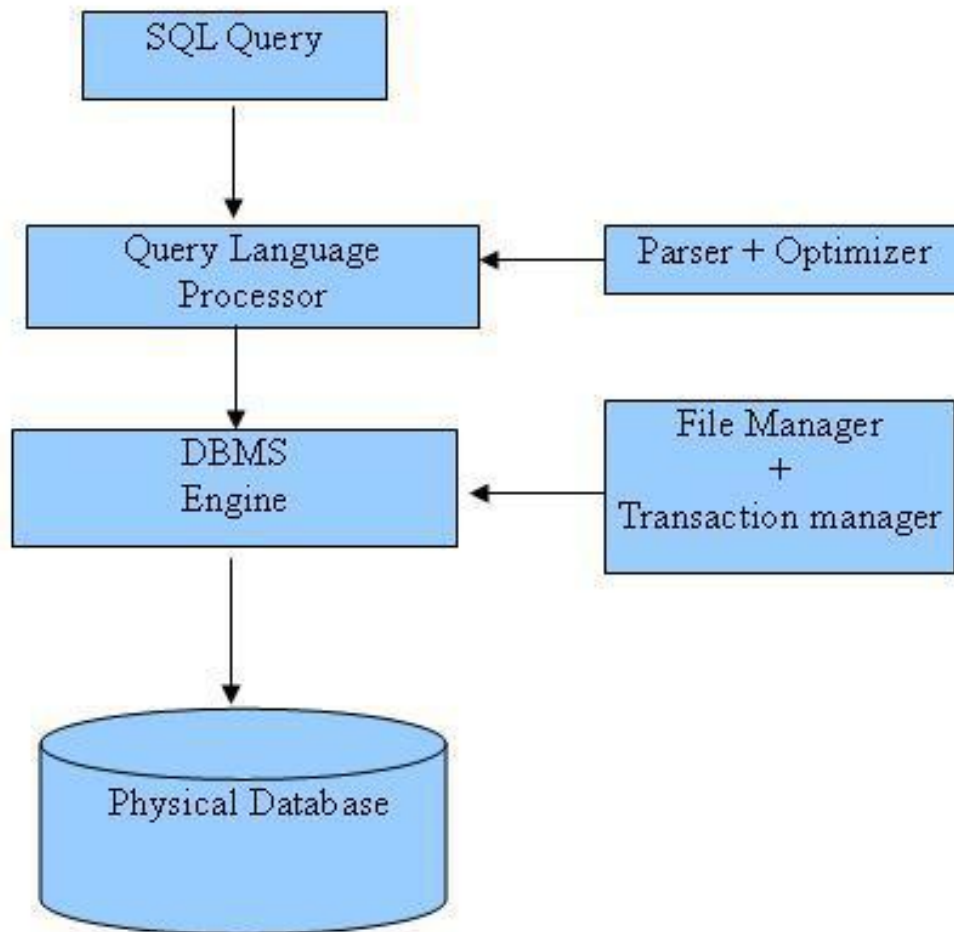 SQL Query
Query Language
Processor
Parser + Optimizer
DBMS
Engine
File Manager
+
Transaction manager
Physical Database